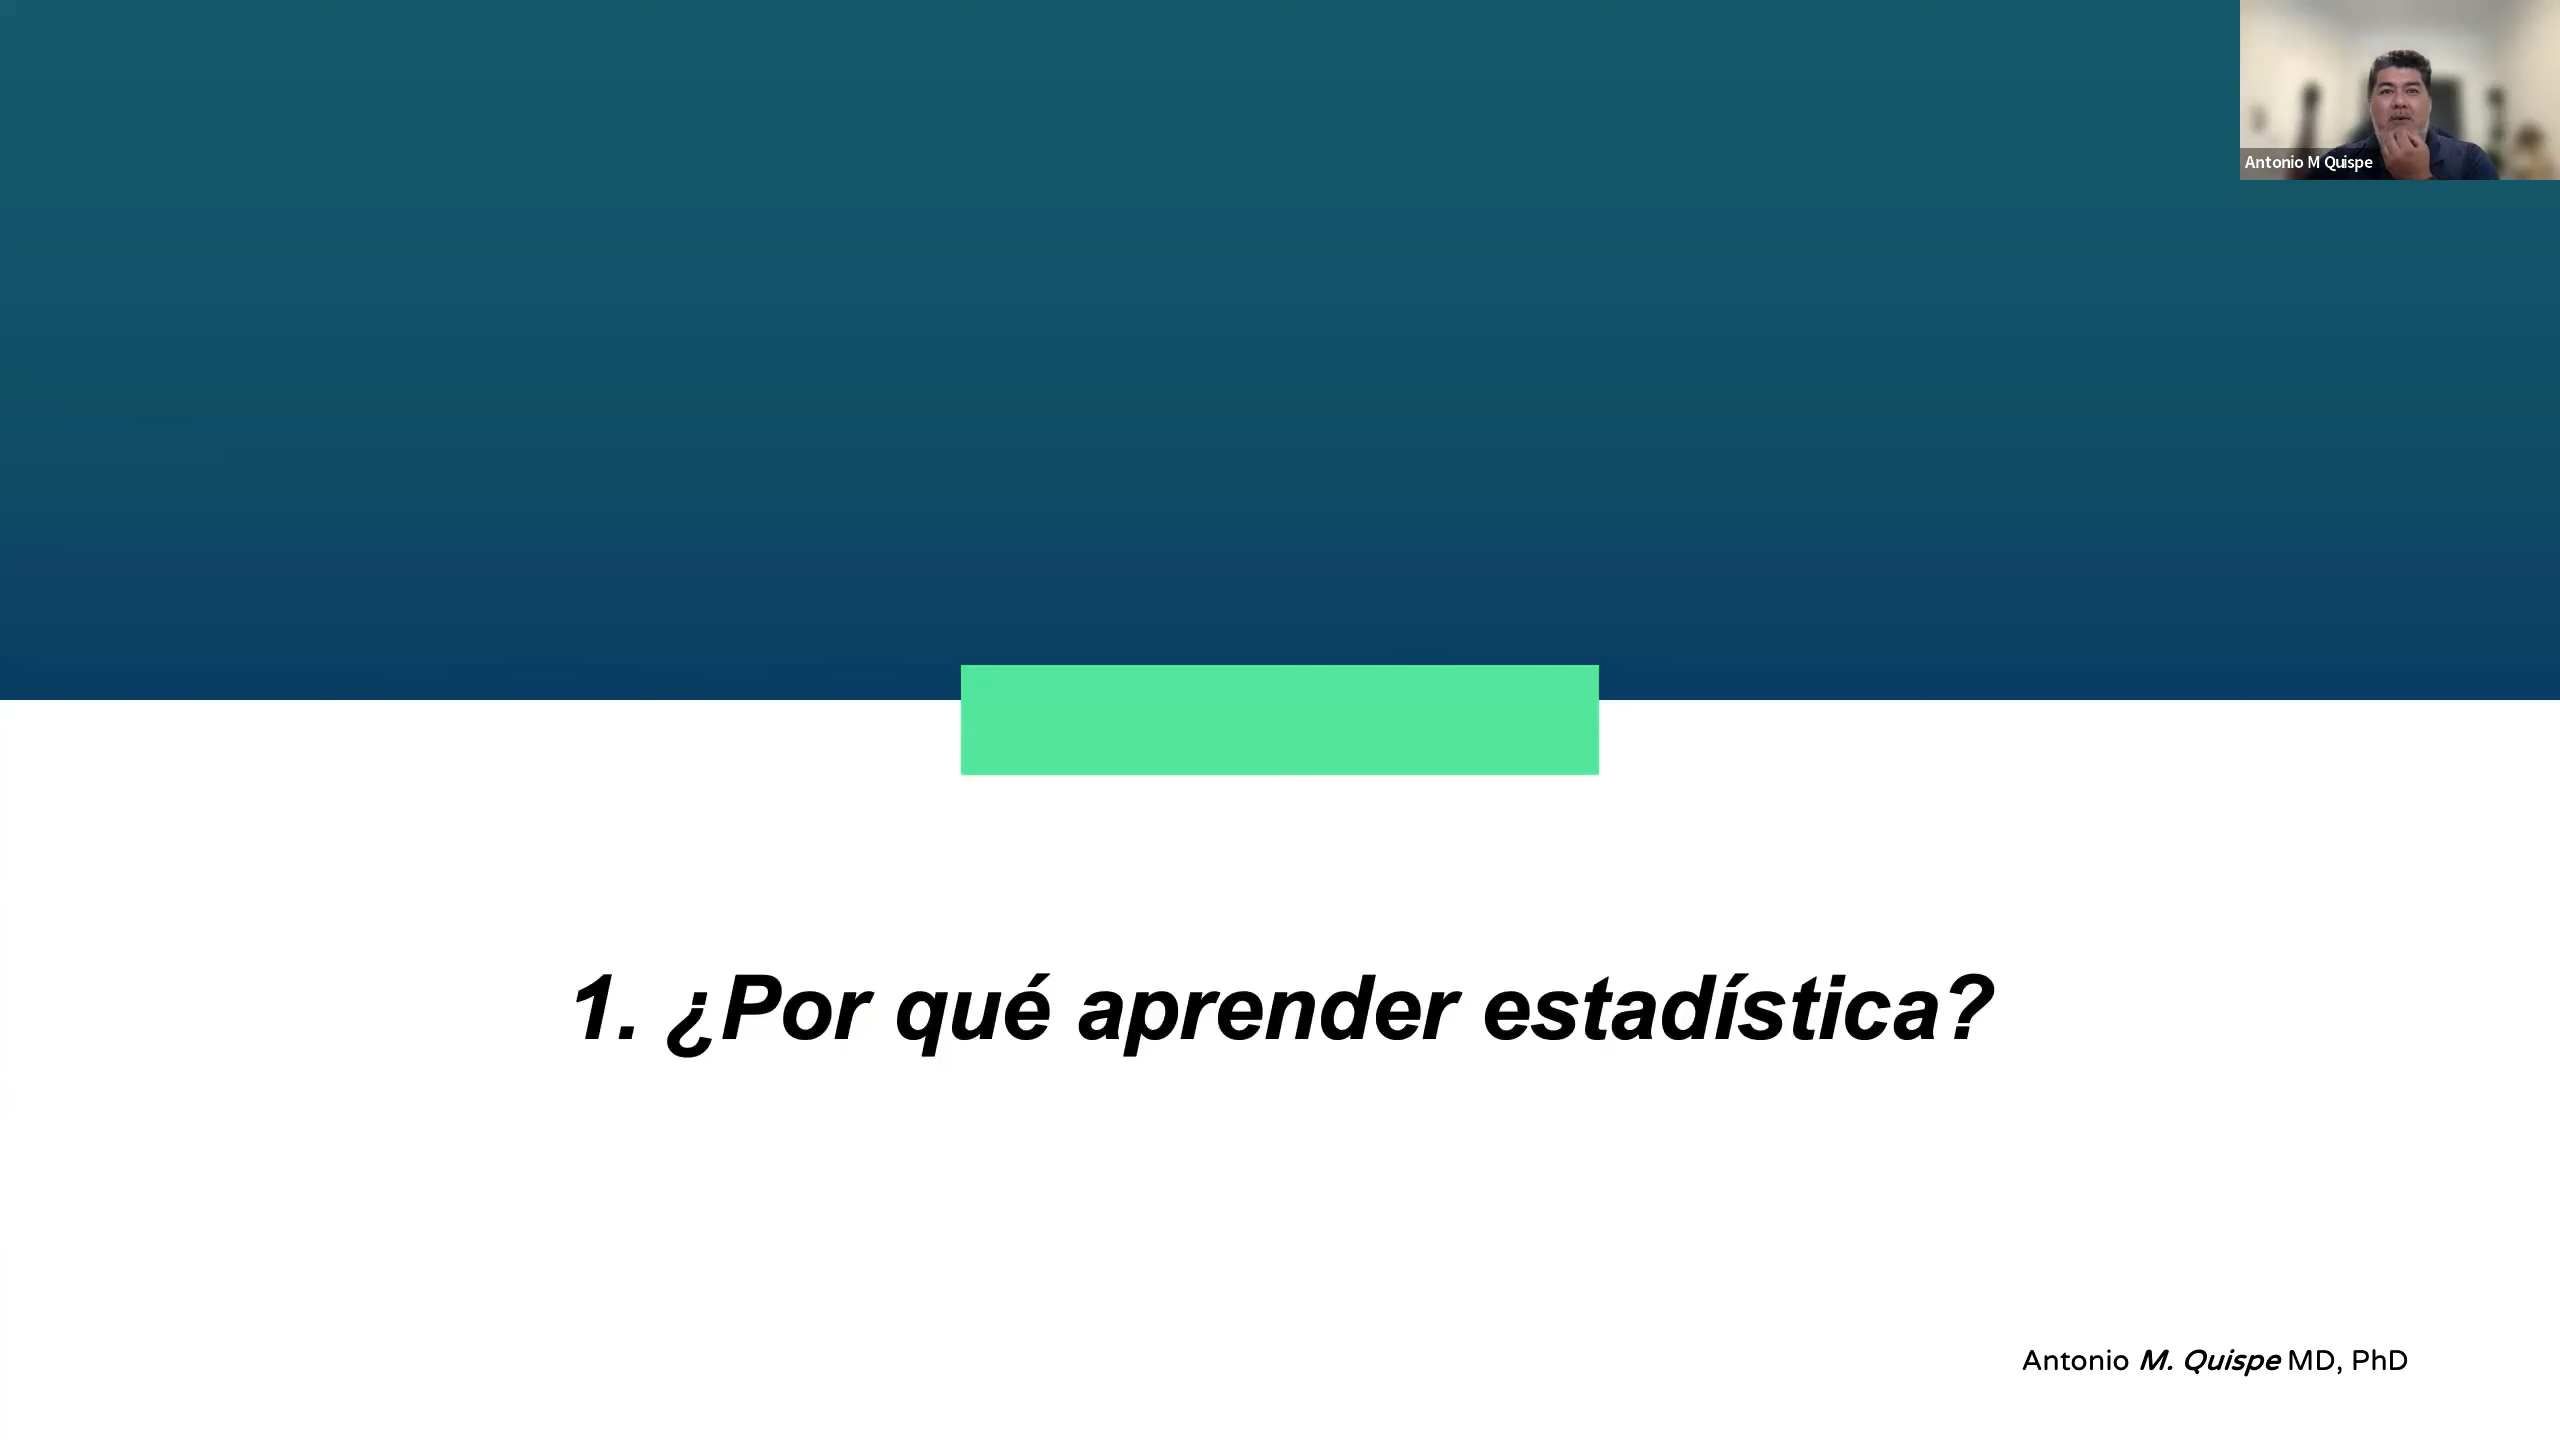 Antonio M Quispe
1. ¿Por qué aprender estadística?
Antonio M. Quispe MD, PhD